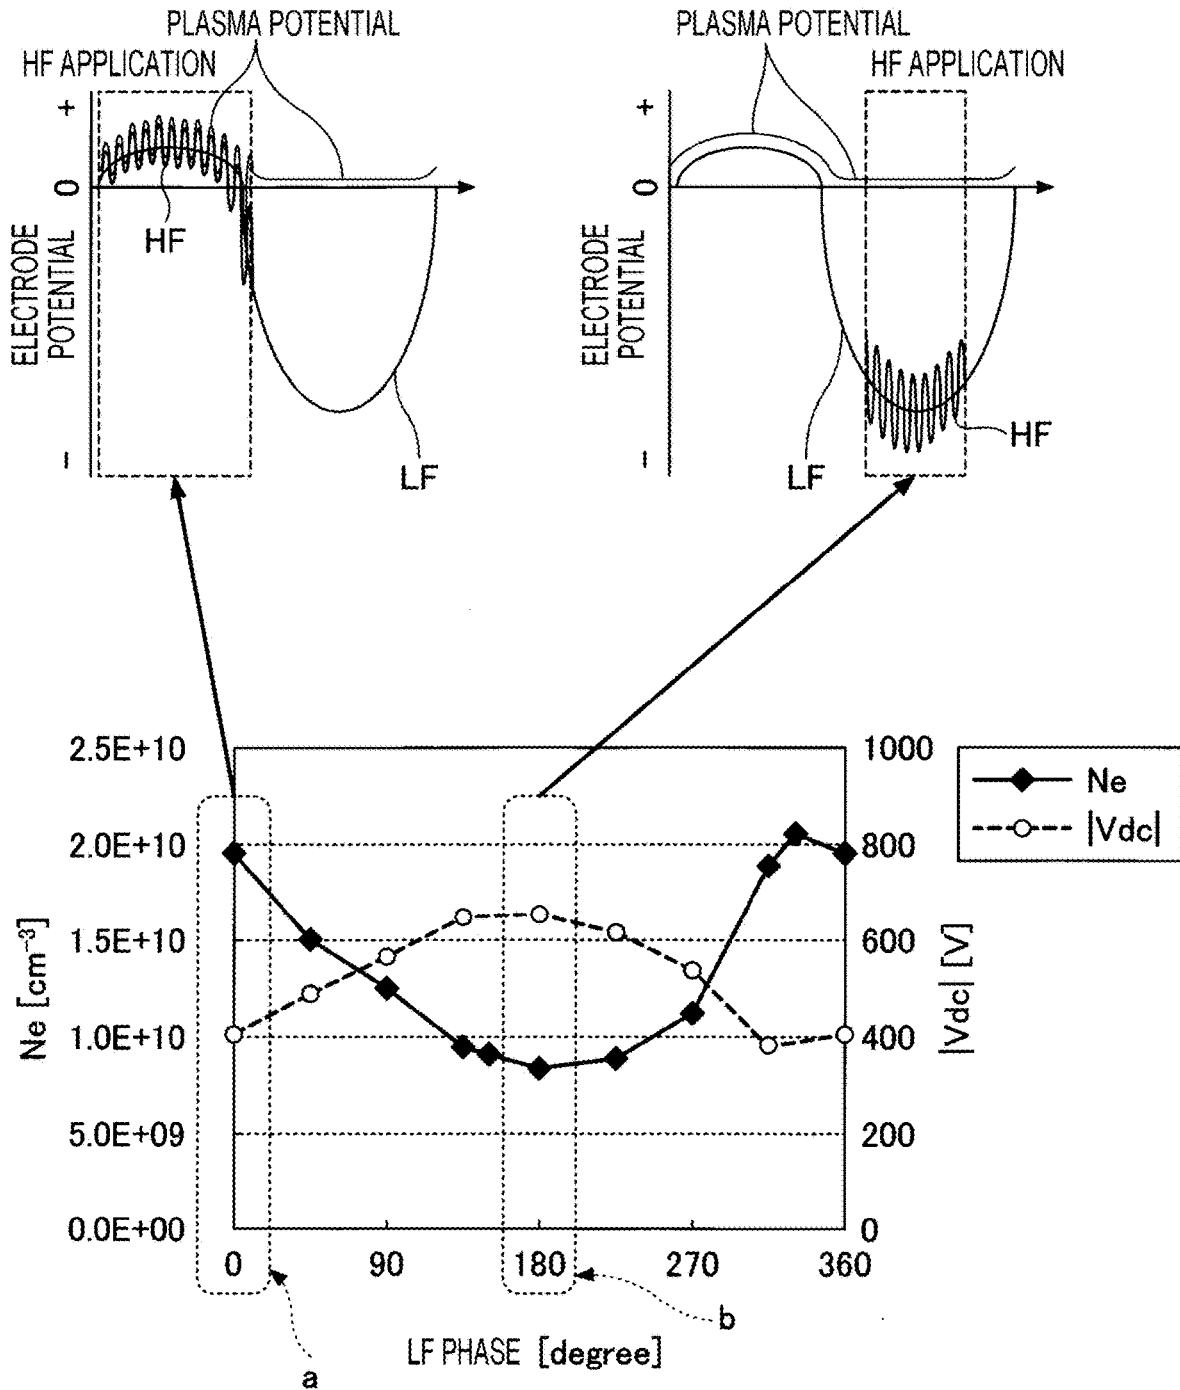 PLASMA POTENTIAL
HF APPLICATION
+
0
−
ELECTRODE
POTENTIAL
HF
LF
PLASMA POTENTIAL
HF APPLICATION
+
0
−
ELECTRODE
POTENTIAL
LF
HF
2.5E+10
2.0E+10
1.5E+10
1.0E+10
5.0E+09
0.0E+00
Ne [cm⁻³]
1000
800
600
400
200
0
|Vdc| [V]
Ne
|Vdc|
0 90 180 270 360
LF PHASE [degree]
a
b